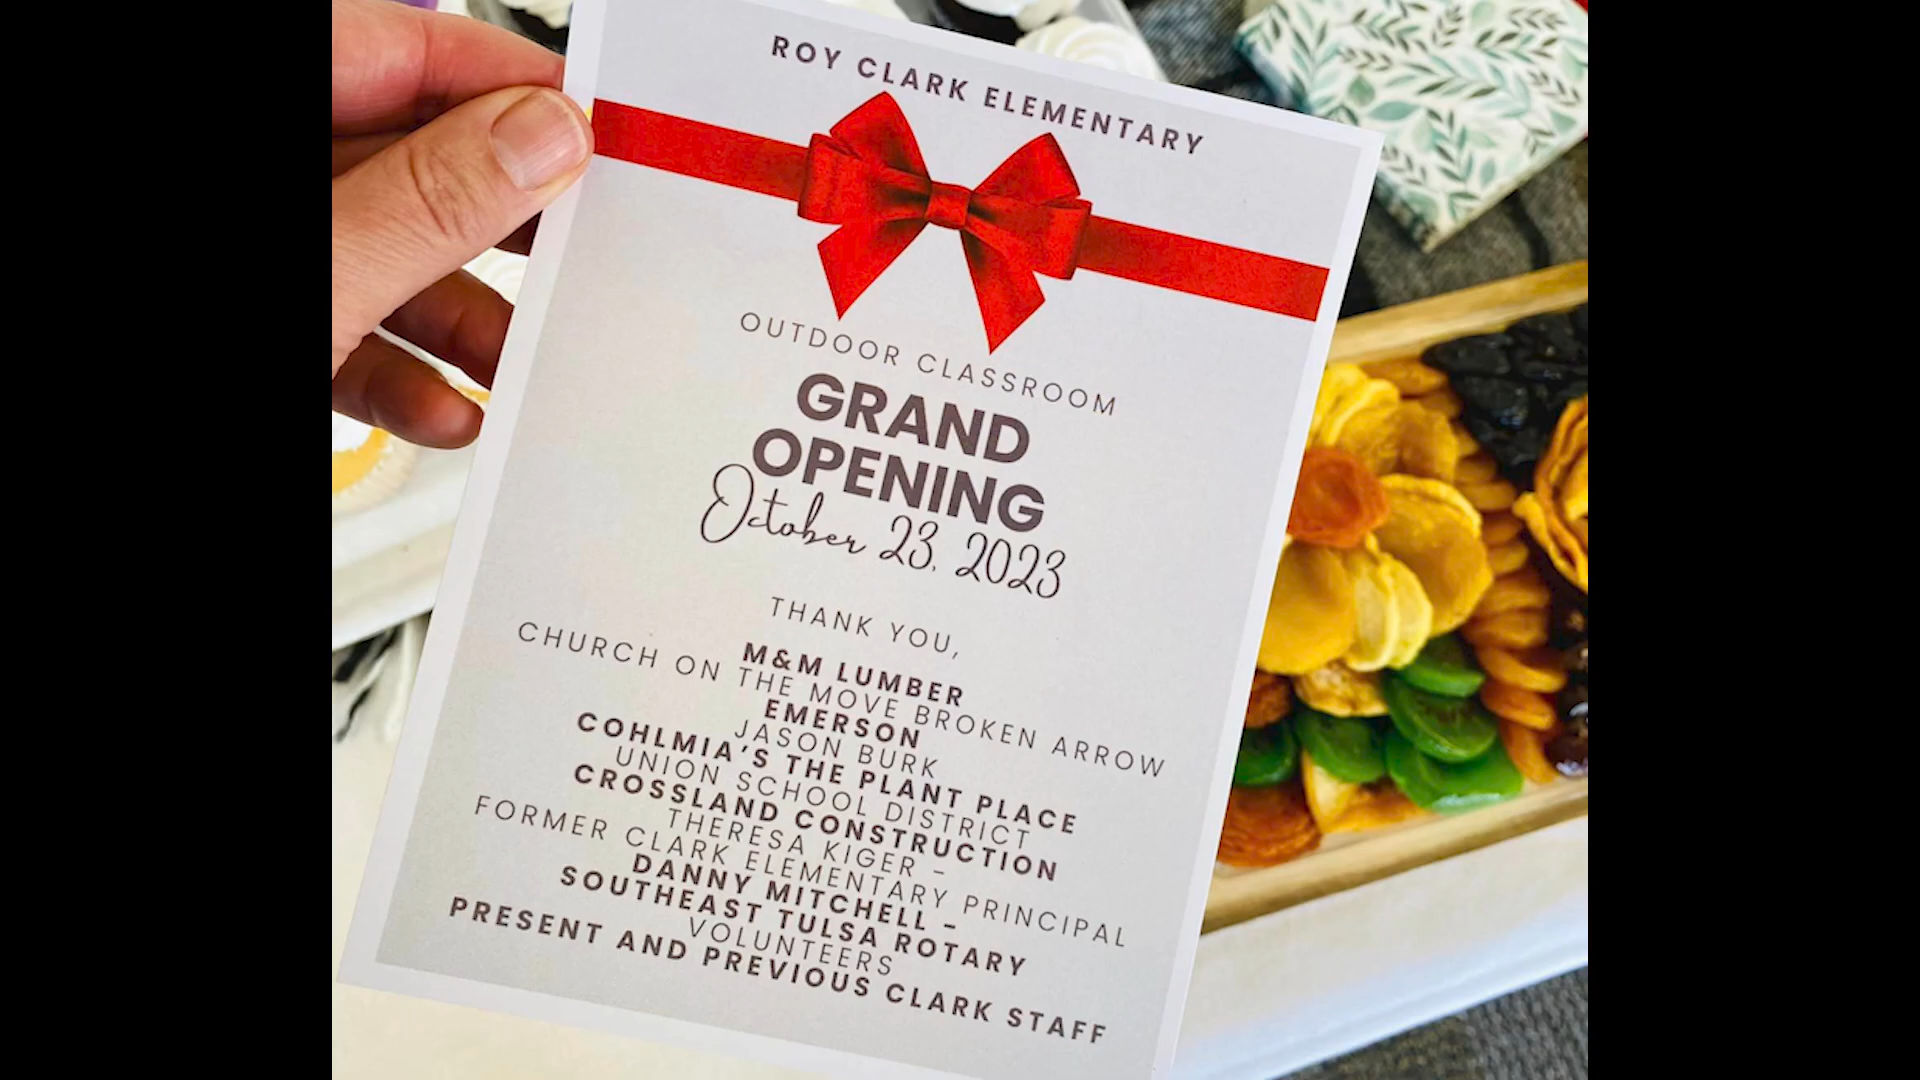 ROY CLARK ELEMENTARY
OUTDOOR CLASSROOM
GRAND
OPENING
October 23, 2023
THANK YOU,
M&M LUMBER
CHURCH ON THE MOVE BROKEN ARROW
EMERSON
JASON BURK
COHLMIA'S THE PLANT PLACE
UNION SCHOOL DISTRICT
CROSSLAND CONSTRUCTION
THERESA KIGER -
FORMER CLARK ELEMENTARY PRINCIPAL
DANNY MITCHELL -
SOUTHEAST TULSA ROTARY
VOLUNTEERS
PRESENT AND PREVIOUS CLARK STAFF